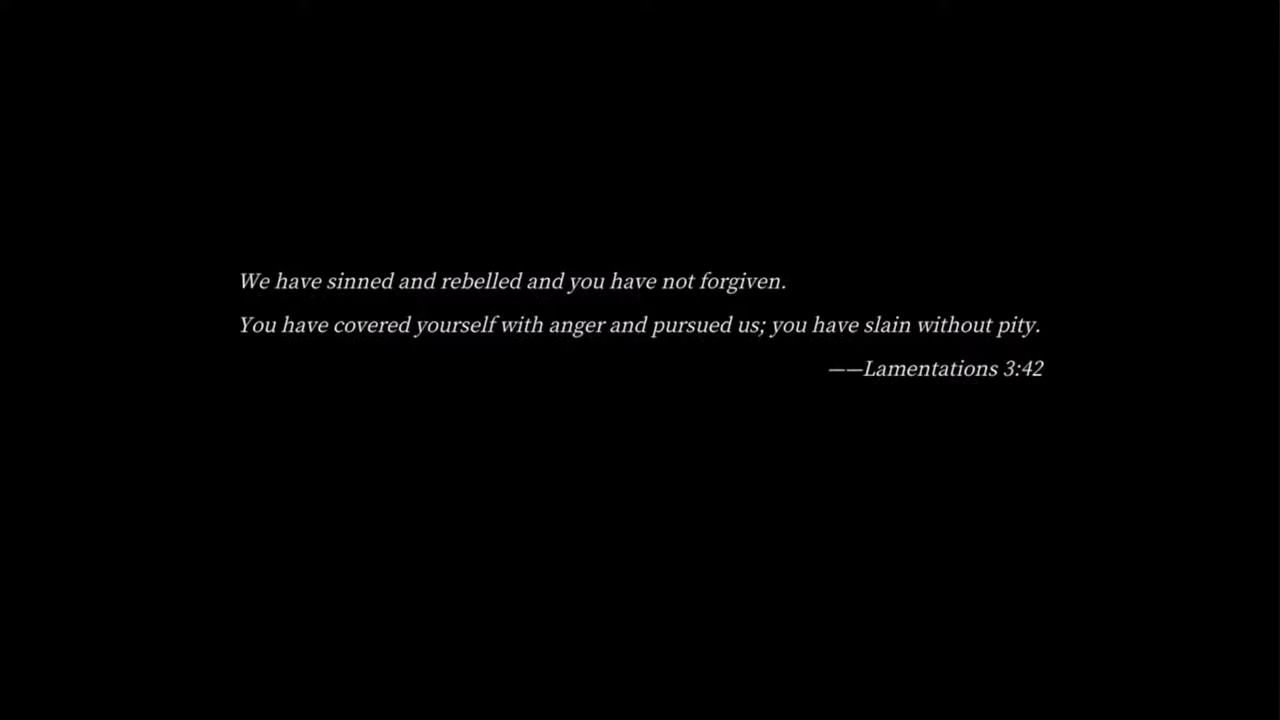 We have sinned and rebelled and you have not forgiven.
You have covered yourself with anger and pursued us; you have slain without pity.
——Lamentations 3:42